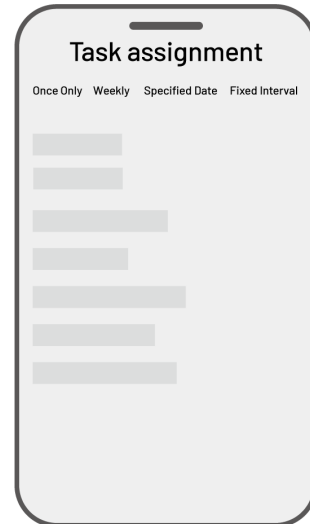 Task assignment
Once Only Weekly Specified Date Fixed Interval